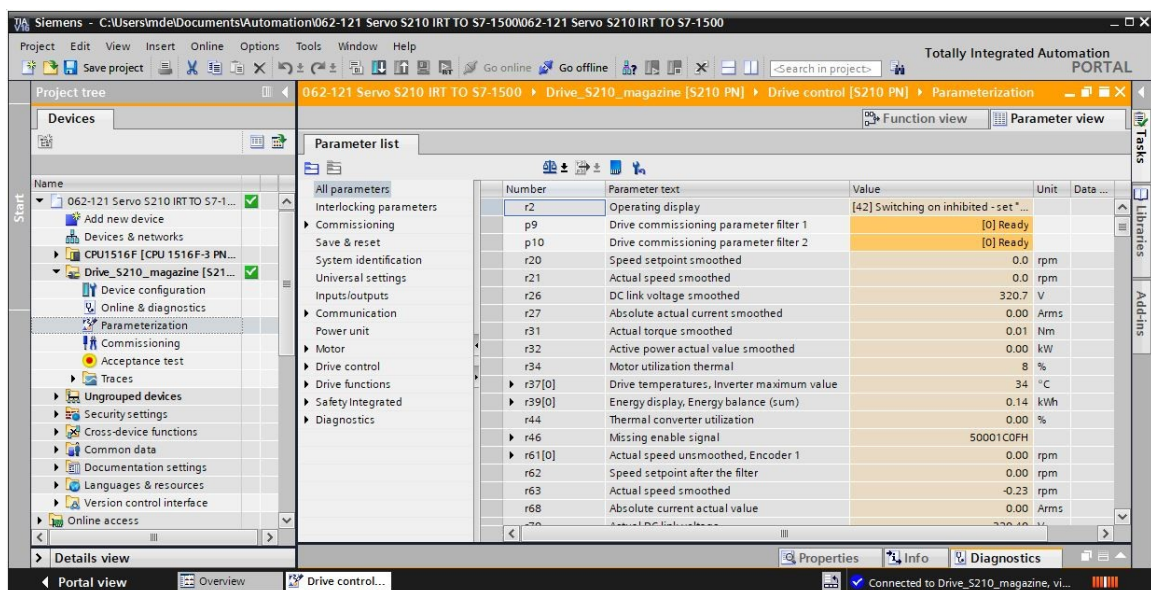 Siemens - C:\Users\mde\Documents\Automation\062-121 Servo S210 IRT TO S7-1500\062-121 Servo S210 IRT TO S7-1500
Project Edit View Insert Online Options Tools Window Help
Totally Integrated Automation
PORTAL
Save project Go online Go offline <Search in project>
Project tree
062-121 Servo S210 IRT TO S7-1500 Drive_S210_magazine [S210 PN] Drive control [S210 PN] Parameterization
Devices
Function view Parameter view
Parameter list
Name
062-121 Servo S210 IRT TO S7-1...
Add new device
Devices & networks
CPU1516F [CPU 1516F-3 PN...
Drive_S210_magazine [S21...
Device configuration
Online & diagnostics
Parameterization
Commissioning
Acceptance test
Traces
Ungrouped devices
Security settings
Cross-device functions
Common data
Documentation settings
Languages & resources
Version control interface
Online access
All parameters
Interlocking parameters
Commissioning
Save & reset
System identification
Universal settings
Inputs/outputs
Communication
Power unit
Motor
Drive control
Drive functions
Safety Integrated
Diagnostics
Number Parameter text Value Unit Data ...
r2 Operating display [42] Switching on inhibited - set "...
p9 Drive commissioning parameter filter 1 [0] Ready
p10 Drive commissioning parameter filter 2 [0] Ready
r20 Speed setpoint smoothed 0.0 rpm
r21 Actual speed smoothed 0.0 rpm
r26 DC link voltage smoothed 320.7 V
r27 Absolute actual current smoothed 0.00 Arms
r31 Actual torque smoothed 0.01 Nm
r32 Active power actual value smoothed 0.00 kW
r34 Motor utilization thermal 8 %
r37[0] Drive temperatures, Inverter maximum value 34 °C
r39[0] Energy display, Energy balance (sum) 0.14 kWh
r44 Thermal converter utilization 0.00 %
r46 Missing enable signal 50001C0FH
r61[0] Actual speed unsmoothed, Encoder 1 0.00 rpm
r62 Speed setpoint after the filter 0.00 rpm
r63 Actual speed smoothed -0.23 rpm
r68 Absolute current actual value 0.00 Arms
Start
Tasks
Libraries
Add-ins
Details view
Properties Info Diagnostics
Portal view Overview Drive control...
Connected to Drive_S210_magazine, vi...